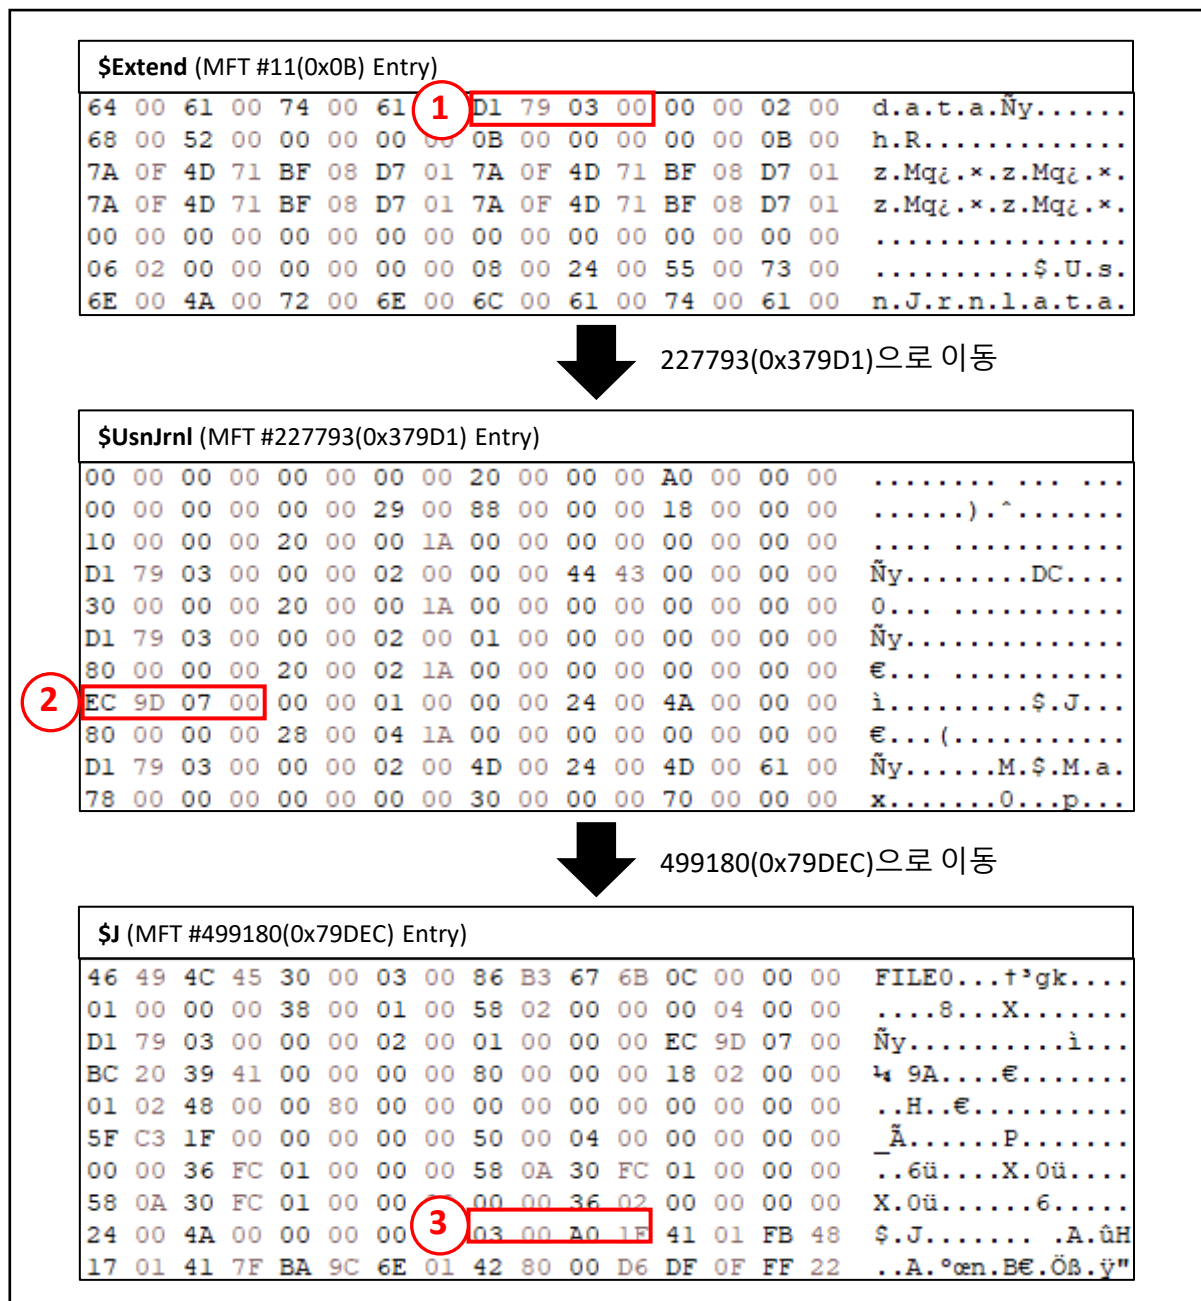 $Extend (MFT #11(0x0B) Entry)
64 00 61 00 74 00 61 1 D1 79 03 00 00 00 02 00 d.a.t.a.Ñy......
68 00 52 00 00 00 00 00 0B 00 00 00 00 00 0B 00 h.R.............
7A 0F 4D 71 BF 08 D7 01 7A 0F 4D 71 BF 08 D7 01 z.Mq¿.×.z.Mq¿.×.
7A 0F 4D 71 BF 08 D7 01 7A 0F 4D 71 BF 08 D7 01 z.Mq¿.×.z.Mq¿.×.
00 00 00 00 00 00 00 00 00 00 00 00 00 00 00 00 ................
06 02 00 00 00 00 00 00 08 00 24 00 55 00 73 00 ..........$.U.s.
6E 00 4A 00 72 00 6E 00 6C 00 61 00 74 00 61 00 n.J.r.n.l.a.t.a.
227793(0x379D1)으로 이동
$UsnJrnl (MFT #227793(0x379D1) Entry)
00 00 00 00 00 00 00 00 20 00 00 00 A0 00 00 00 ........ ... ...
00 00 00 00 00 00 29 00 88 00 00 00 18 00 00 00 ......).ˆ.......
10 00 00 00 20 00 00 1A 00 00 00 00 00 00 00 00 .... ...........
D1 79 03 00 00 00 02 00 00 00 44 43 00 00 00 00 Ñy........DC....
30 00 00 00 20 00 00 1A 00 00 00 00 00 00 00 00 0... ...........
D1 79 03 00 00 00 02 00 01 00 00 00 00 00 00 00 Ñy..............
80 00 00 00 20 00 02 1A 00 00 00 00 00 00 00 00 €... ...........
2 EC 9D 07 00 00 00 01 00 00 00 24 00 4A 00 00 00 ì.........$.J...
80 00 00 00 28 00 04 1A 00 00 00 00 00 00 00 00 €...(...........
D1 79 03 00 00 00 02 00 4D 00 24 00 4D 00 61 00 Ñy......M.$.M.a.
78 00 00 00 00 00 00 00 30 00 00 00 70 00 00 00 x.......0...p...
499180(0x79DEC)으로 이동
$J (MFT #499180(0x79DEC) Entry)
46 49 4C 45 30 00 03 00 86 B3 67 6B 0C 00 00 00 FILE0...†³gk....
01 00 00 00 38 00 01 00 58 02 00 00 00 04 00 00 ....8...X.......
D1 79 03 00 00 00 02 00 01 00 00 00 EC 9D 07 00 Ñy..........ì...
BC 20 39 41 00 00 00 00 80 00 00 00 18 02 00 00 ¼ 9A....€.......
01 02 48 00 00 80 00 00 00 00 00 00 00 00 00 00 ..H..€..........
5F C3 1F 00 00 00 00 00 50 00 04 00 00 00 00 00 _Ã......P.......
00 00 36 FC 01 00 00 00 58 0A 30 FC 01 00 00 00 ..6ü....X.0ü....
58 0A 30 FC 01 00 00 00 00 36 02 00 00 00 00 X.0ü......6.....
24 00 4A 00 00 00 00 3 03 00 A0 1F 41 01 FB 48 $.J....... .A.ûH
17 01 41 7F BA 9C 6E 01 42 80 00 D6 DF 0F FF 22 ..A.ºœn.B€.Öß.ÿ"